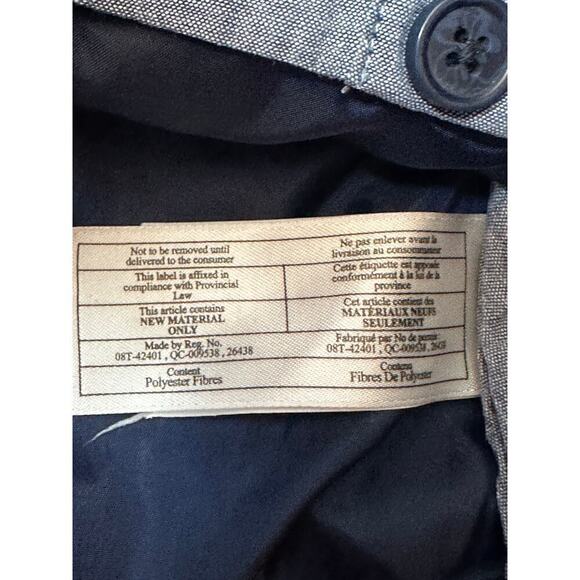 Not to be removed until
delivered to the consumer
This label is affixed in
compliance with Provincial
Law
This article contains
NEW MATERIAL
ONLY
Made by Reg. No.
08T-42401 , QC-009538 , 26438
Content
Polyester Fibres
Ne pas enlever avant la
livraison au consommateur
Cette étiquette est apposée
conformément à la loi de la
province
Cet article contient des
MATÉRIAUX NEUFS
SEULEMENT
Fabriqué par No de permis
08T-42401 , QC-009538 ,
Content
Fibres De Polyester